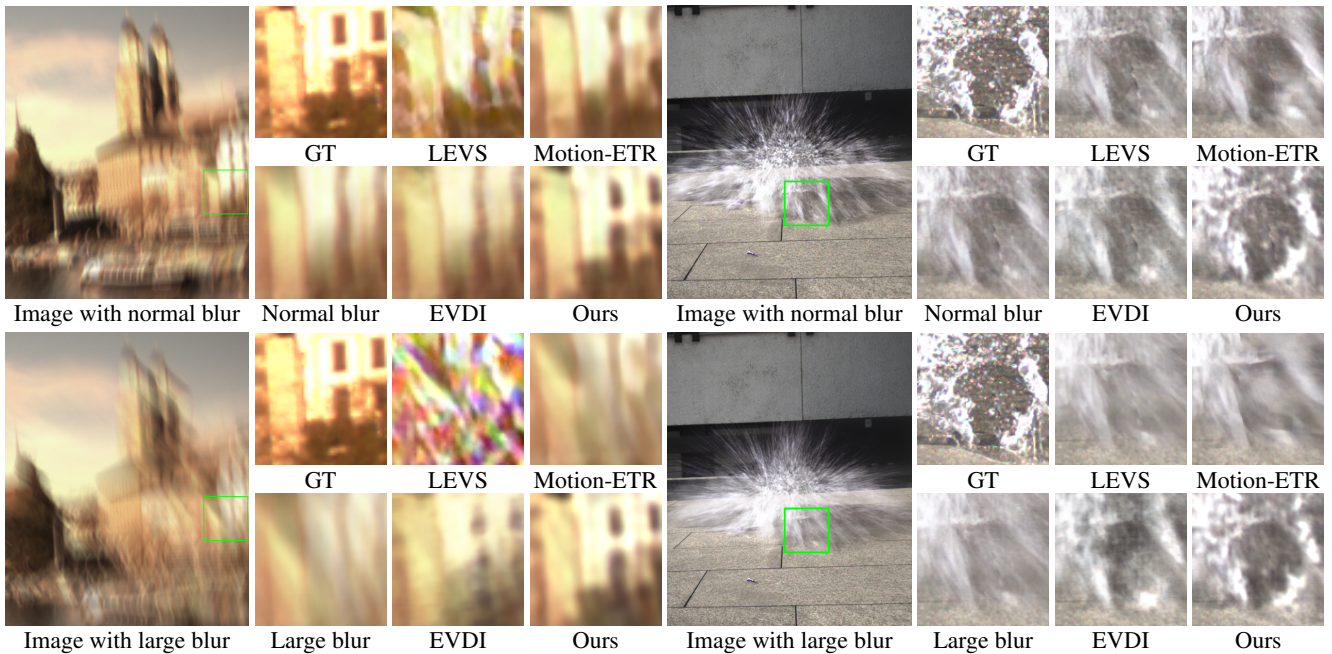 GT LEVS Motion-ETR GT LEVS Motion-ETR
Image with normal blur Normal blur EVDI Ours Image with normal blur Normal blur EVDI Ours
GT LEVS Motion-ETR GT LEVS Motion-ETR
Image with large blur Large blur EVDI Ours Image with large blur Large blur EVDI Ours